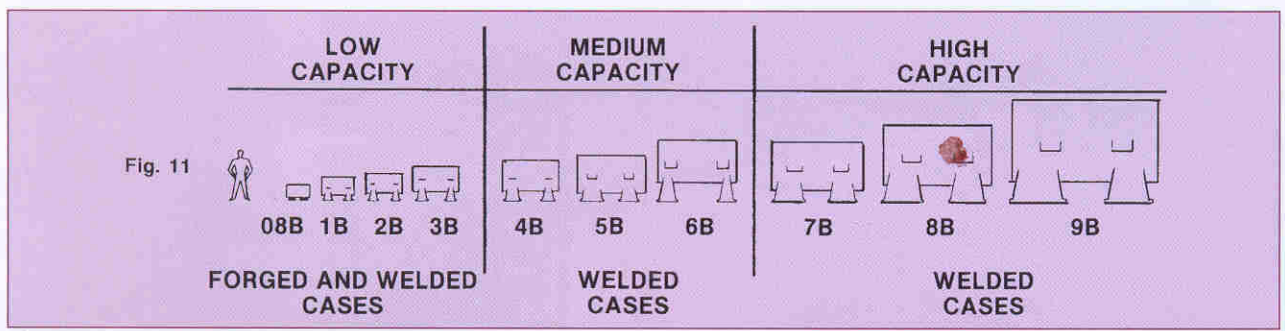 LOW
CAPACITY
MEDIUM
CAPACITY
HIGH
CAPACITY
Fig. 11
08B 1B 2B 3B 4B 5B 6B 7B 8B 9B
FORGED AND WELDED
CASES
WELDED
CASES
WELDED
CASES